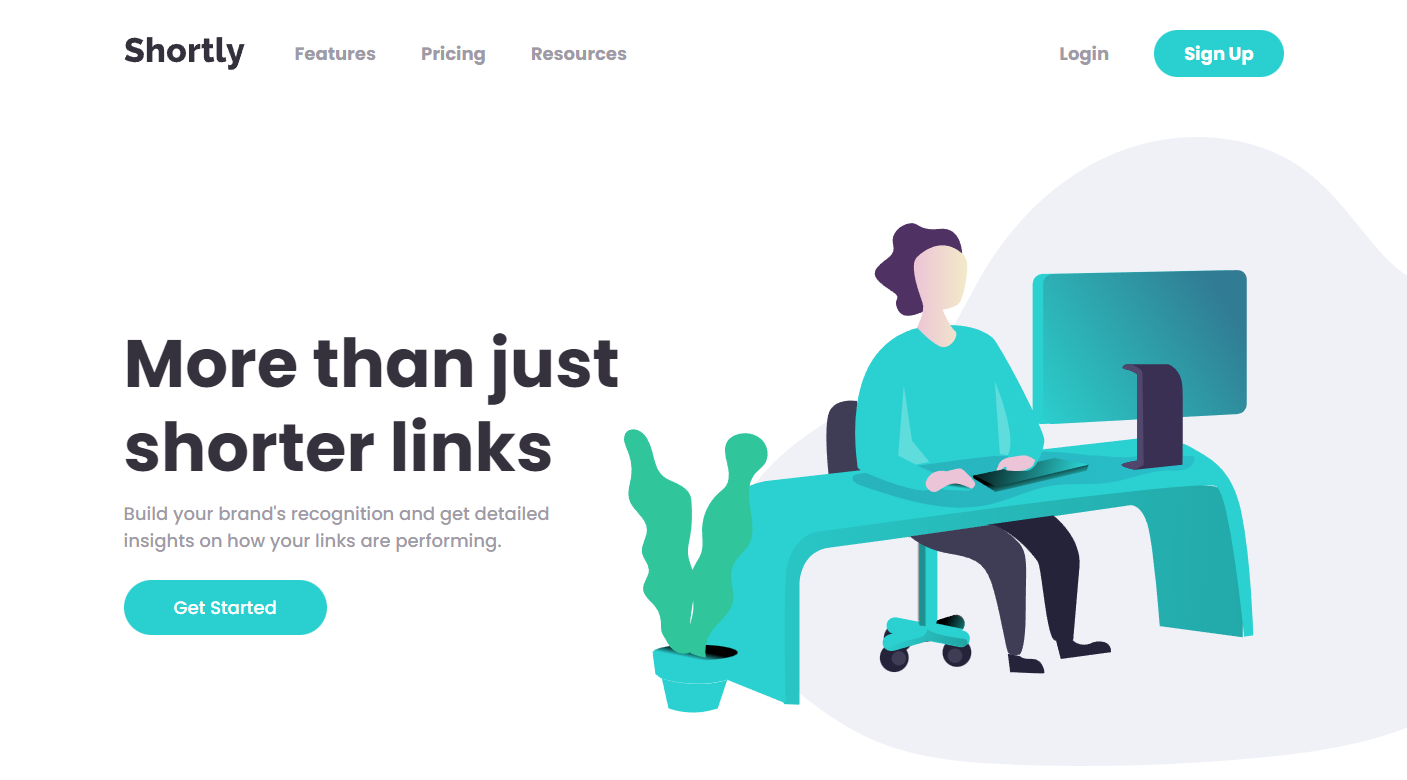 Shortly Features Pricing Resources Login Sign Up
More than just
shorter links
Build your brand's recognition and get detailed
insights on how your links are performing.
Get Started